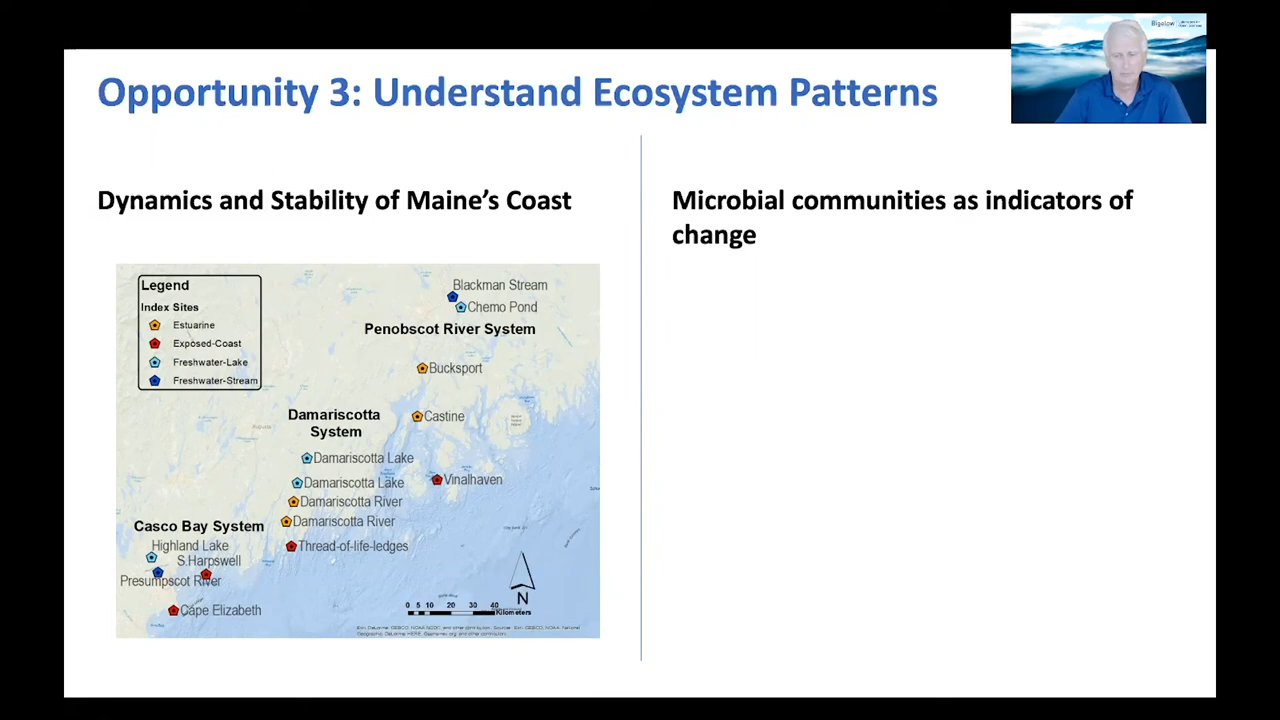 Bigelow
Opportunity 3: Understand Ecosystem Patterns
Dynamics and Stability of Maine's Coast
Legend
Index Sites
Estuarine
Exposed-Coast
Freshwater-Lake
Freshwater-Stream
Blackman Stream
Chemo Pond
Penobscot River System
Bucksport
Damariscotta
System
Castine
Damariscotta Lake
Damariscotta Lake
Vinalhaven
Damariscotta River
Damariscotta River
Casco Bay System
Highland Lake
Thread-of-life-ledges
S.Harpswell
Presumpscot River
Cape Elizabeth
N
0 5 10 20 30 40
Kilometers
Microbial communities as indicators of
change